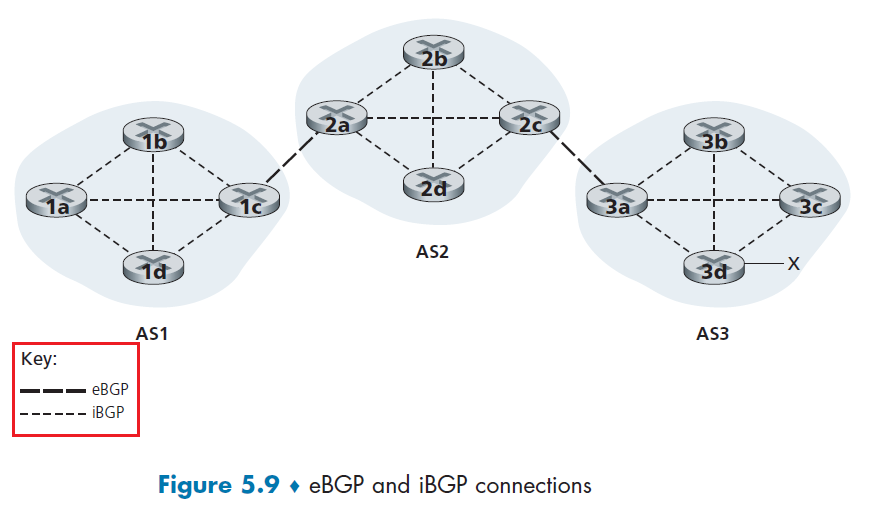 2b
2a
2c
2d
AS2
1b
1a
1c
1d
AS1
3b
3a
3c
3d
X
AS3
Key:
eBGP
iBGP
Figure 5.9 ♦ eBGP and iBGP connections